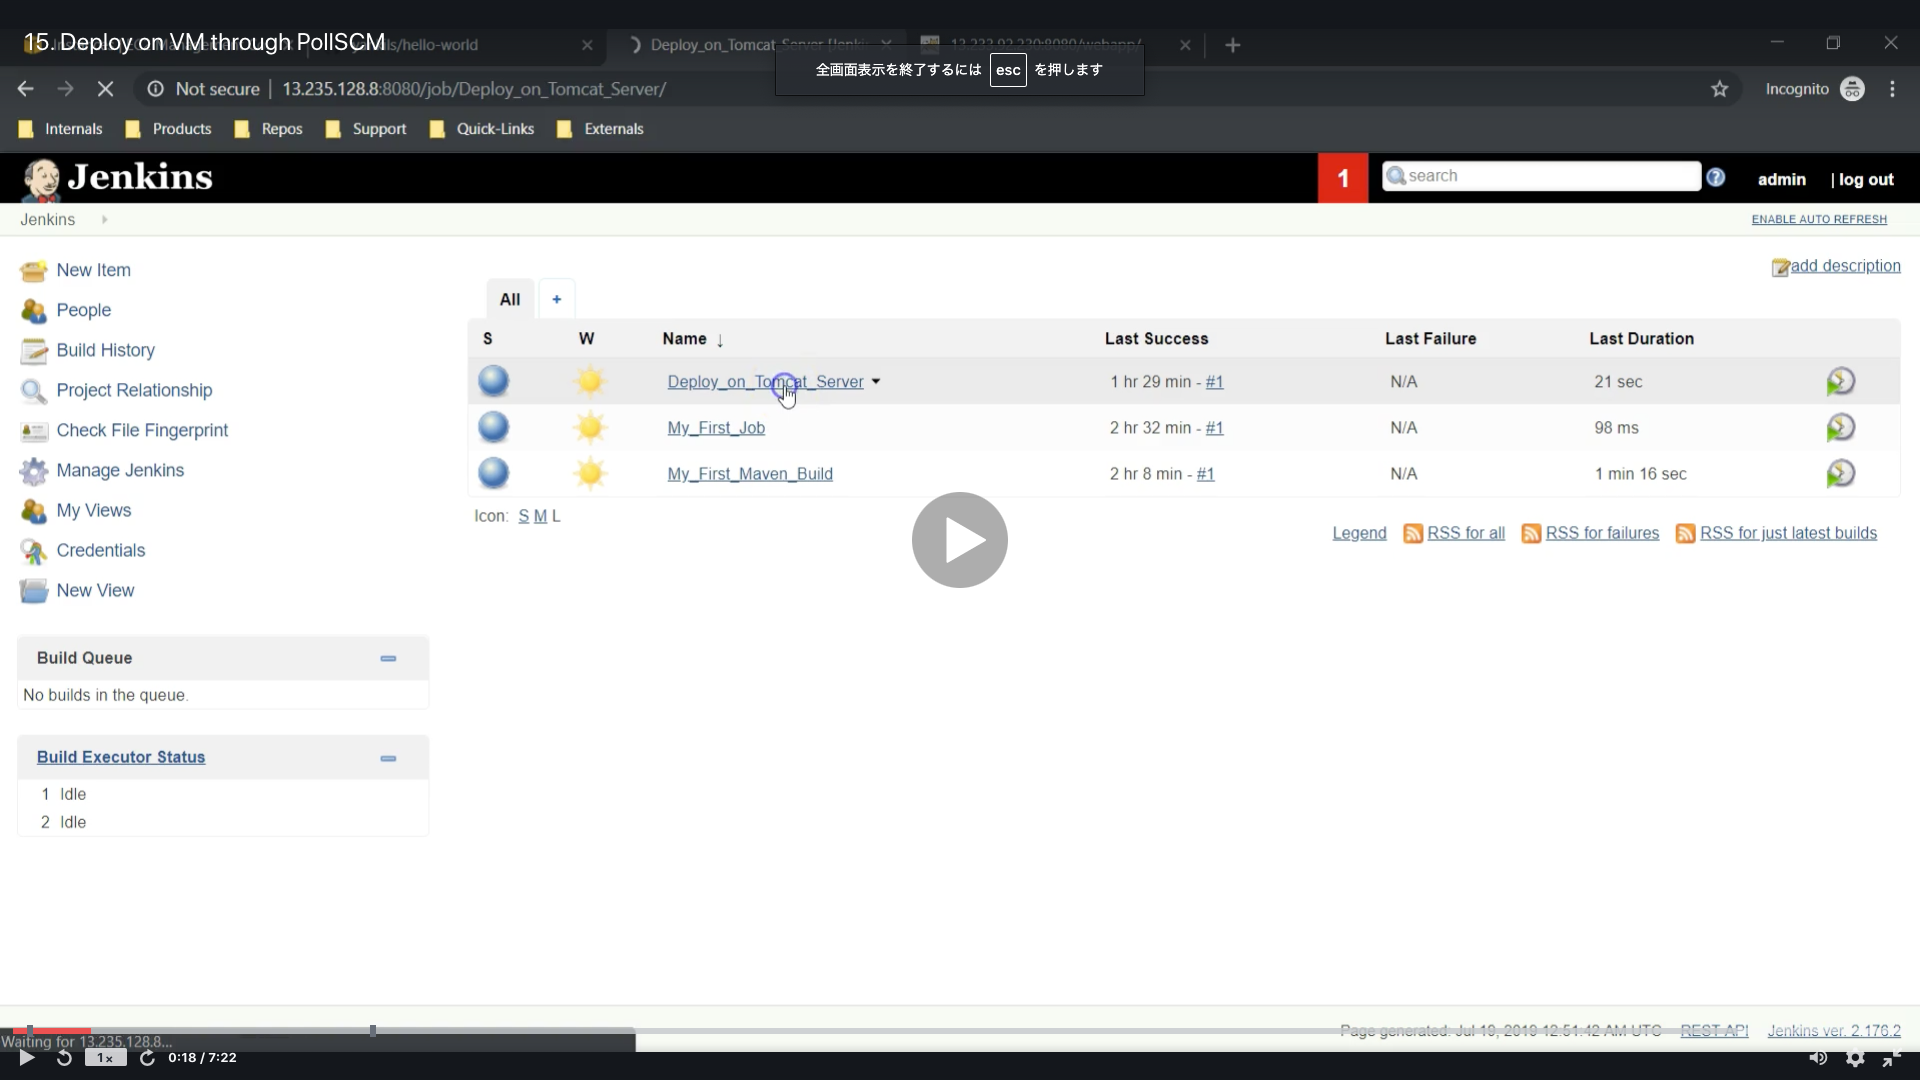 15. Deploy on VM through PollSCM
/hello-world
Deploy_on_Tomcat_Server [Jenki
13.233.92.230:8080/webapp/
全画面表示を終了するには esc を押します
Not secure | 13.235.128.8:8080/job/Deploy_on_Tomcat_Server/
Incognito
Internals Products Repos Support Quick-Links Externals
Jenkins
1
search
admin | log out
Jenkins
ENABLE AUTO REFRESH
New Item
People
Build History
Project Relationship
Check File Fingerprint
Manage Jenkins
My Views
Credentials
New View
add description
All +
S W Name ↓ Last Success Last Failure Last Duration
Deploy_on_Tomcat_Server 1 hr 29 min - #1 N/A 21 sec
My_First_Job 2 hr 32 min - #1 N/A 98 ms
My_First_Maven_Build 2 hr 8 min - #1 N/A 1 min 16 sec
Icon: S M L
Legend RSS for all RSS for failures RSS for just latest builds
Build Queue
No builds in the queue.
Build Executor Status
1 Idle
2 Idle
Page generated: Jul 19, 2019 12:51:42 AM UTC REST API Jenkins ver. 2.176.2
Waiting for 13.235.128.8...
1x 0:18 / 7:22